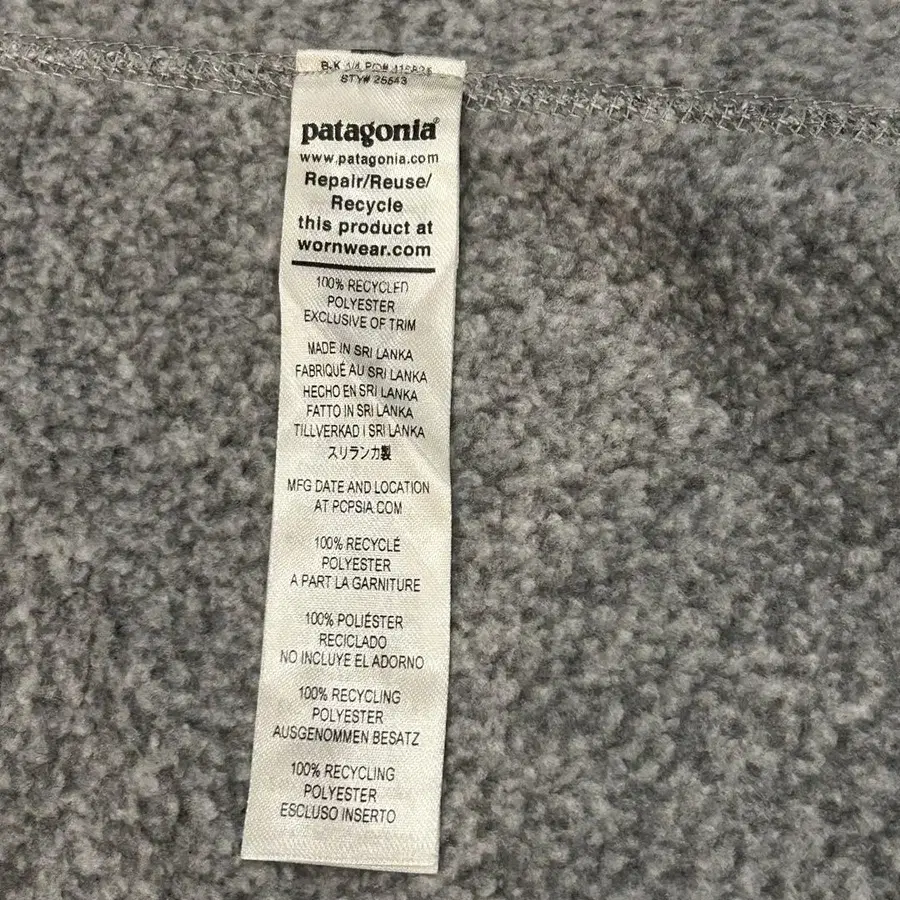 STY# 25543
patagonia®
www.patagonia.com
Repair/Reuse/
Recycle
this product at
wornwear.com
100% RECYCLED
POLYESTER
EXCLUSIVE OF TRIM
MADE IN SRI LANKA
FABRIQUÉ AU SRI LANKA
HECHO EN SRI LANKA
FATTO IN SRI LANKA
TILLVERKAD I SRI LANKA
スリランカ製
MFG DATE AND LOCATION
AT PCPSIA.COM
100% RECYCLÉ
POLYESTER
A PART LA GARNITURE
100% POLIÉSTER
RECICLADO
NO INCLUYE EL ADORNO
100% RECYCLING
POLYESTER
AUSGENOMMEN BESATZ
100% RECYCLING
POLYESTER
ESCLUSO INSERTO